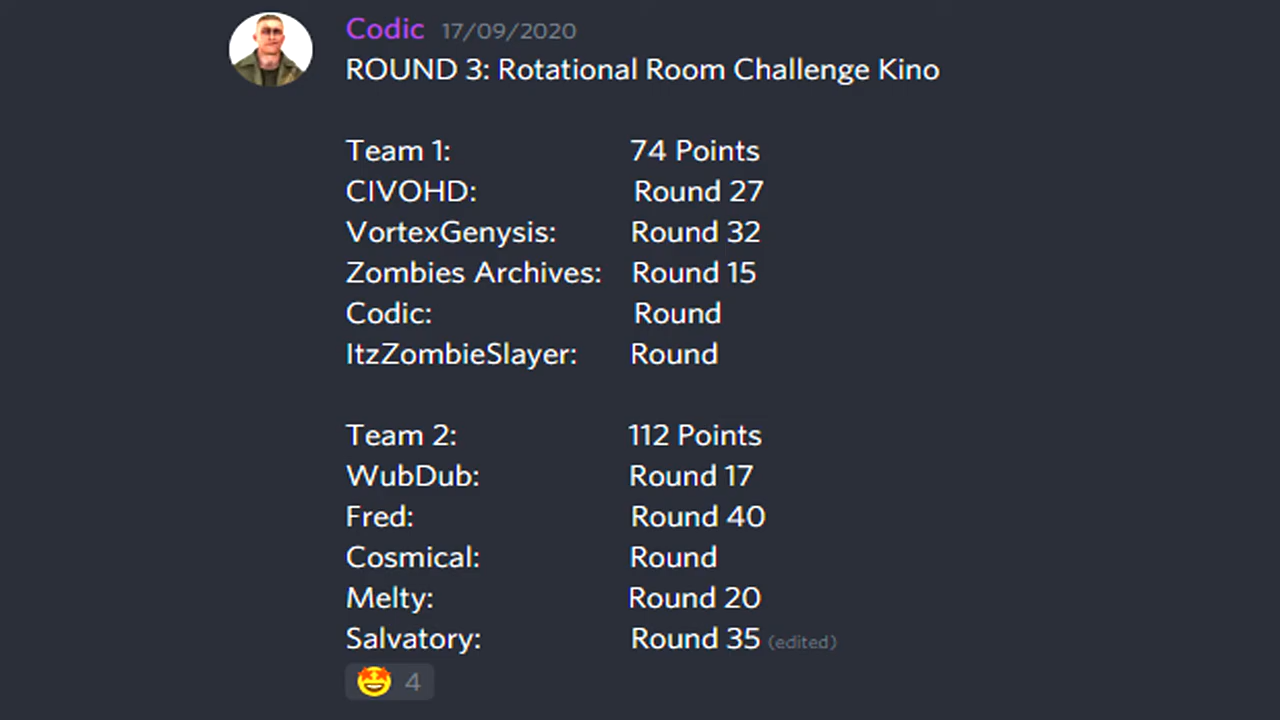 Codic 17/09/2020
ROUND 3: Rotational Room Challenge Kino
Team 1: 74 Points
CIVOHD: Round 27
VortexGenysis: Round 32
Zombies Archives: Round 15
Codic: Round
ItzZombieSlayer: Round
Team 2: 112 Points
WubDub: Round 17
Fred: Round 40
Cosmical: Round
Melty: Round 20
Salvatory: Round 35 (edited)
4